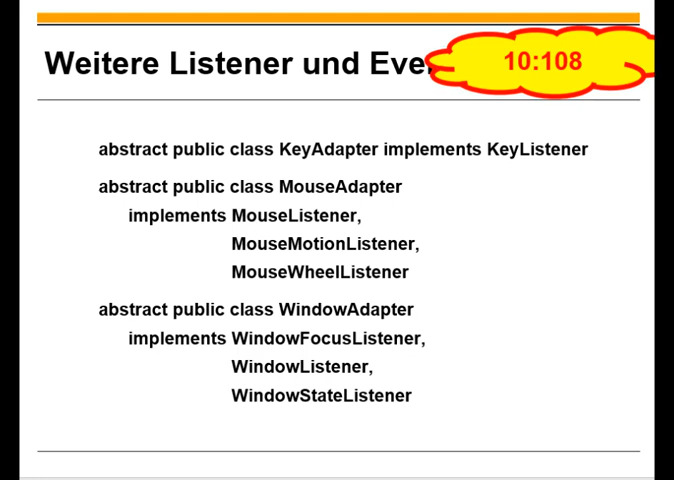 Weitere Listener und Eve
10:108
abstract public class KeyAdapter implements KeyListener
abstract public class MouseAdapter
implements MouseListener,
MouseMotionListener,
MouseWheelListener
abstract public class WindowAdapter
implements WindowFocusListener,
WindowListener,
WindowStateListener